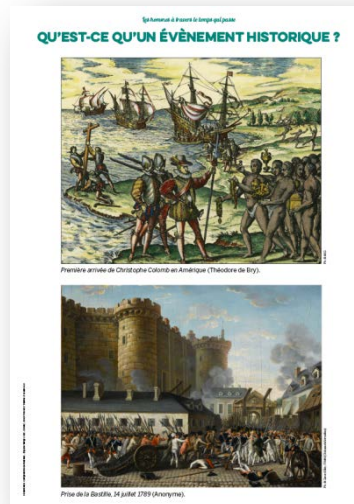 Les hommes à travers le temps qui passe
QU’EST-CE QU’UN ÉVÈNEMENT HISTORIQUE ?
Première arrivée de Christophe Colomb en Amérique (Théodore de Bry).
Prise de la Bastille, 14 juillet 1789 (Anonyme).